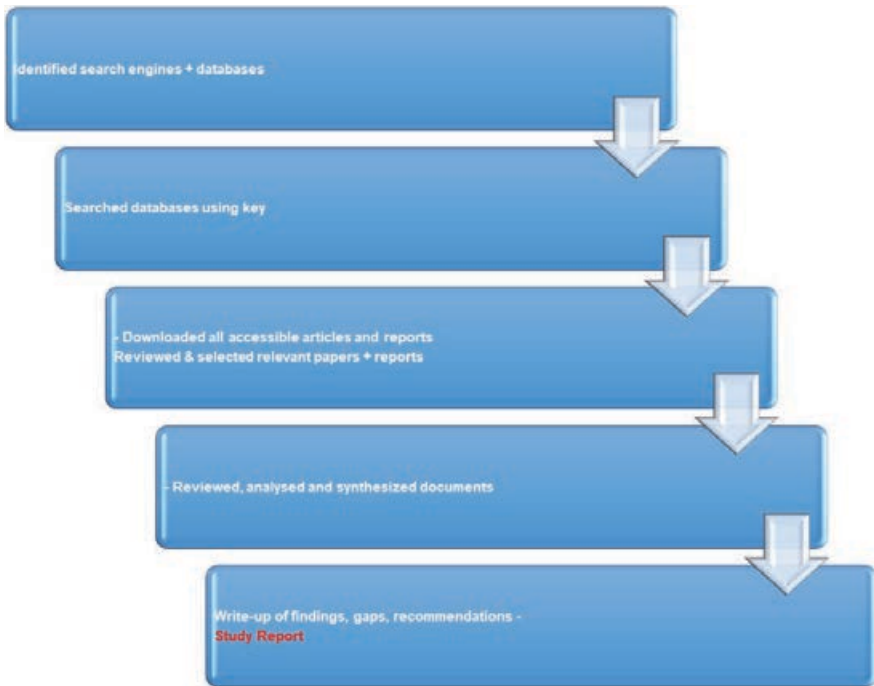 Identified search engines + databases
Searched databases using key
- Downloaded all accessible articles and reports
Reviewed & selected relevant papers + reports
- Reviewed, analysed and synthesized documents
Write-up of findings, gaps, recommendations -
Study Report